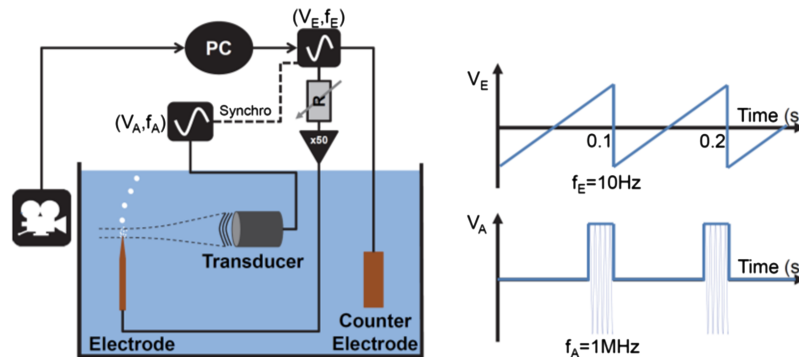 (V_E,f_E)
PC
R
Synchro
(V_A,f_A)
x50
Transducer
Electrode
Counter
Electrode
V_E
Time (s
0.1
0.2
f_E=10Hz
V_A
Time (s
f_A=1MHz